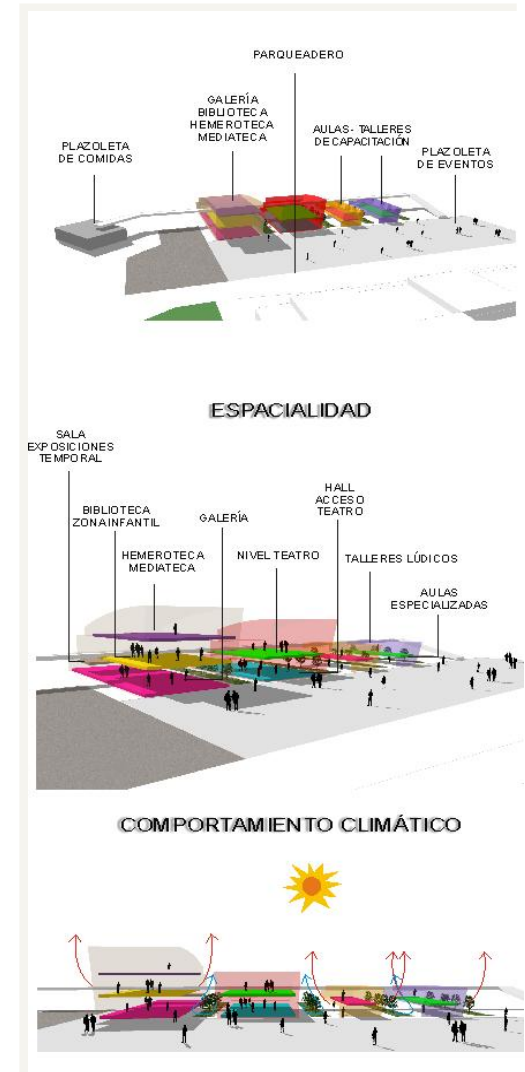 PARQUEADERO
GALERÍA
BIBLIOTECA
HEMEROTECA
MEDIATECA
AULAS- TALLERES
DE CAPACITACIÓN
PLAZOLETA
DE COMIDAS
PLAZOLETA
DE EVENTOS
ESPACIALIDAD
SALA
EXPOSICIONES
TEMPORAL
BIBLIOTECA
ZONA INFANTIL
GALERÍA
HALL
ACCESO
TEATRO
HEMEROTECA
MEDIATECA
NIVEL TEATRO
TALLERES LÚDICOS
AULAS
ESPECIALIZADAS
COMPORTAMIENTO CLIMÁTICO